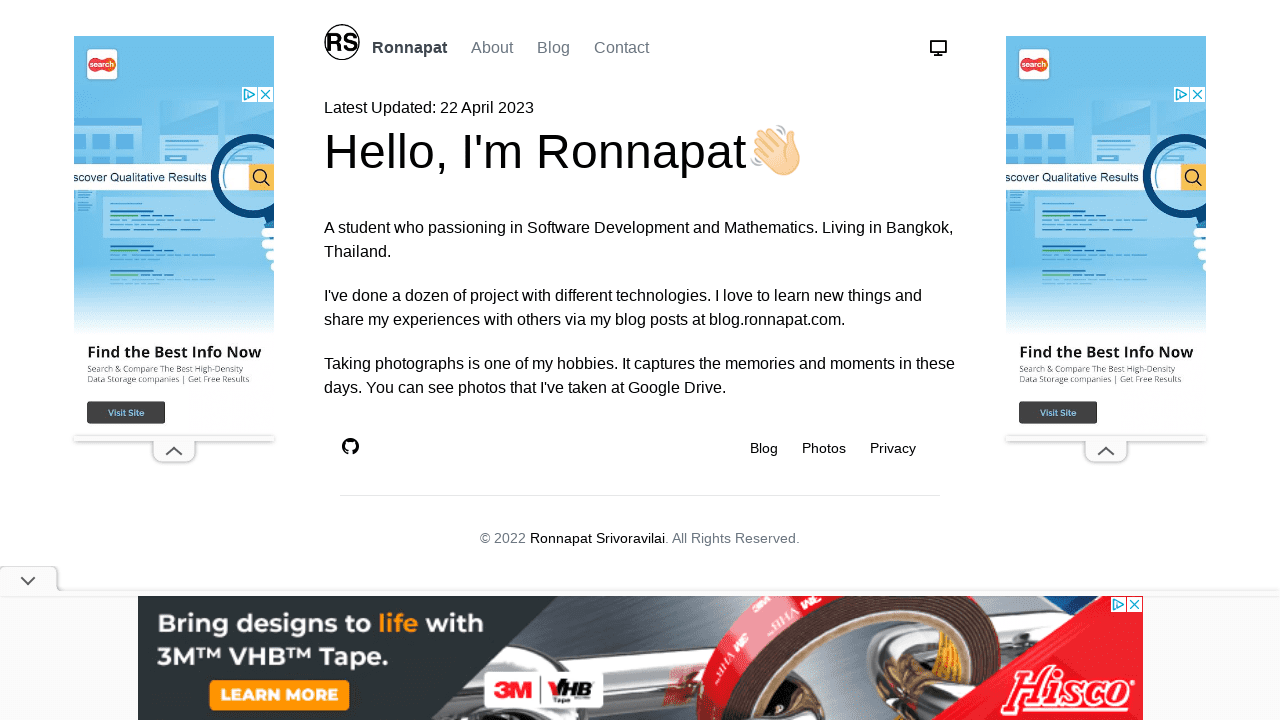 RS Ronnapat About Blog Contact
Latest Updated: 22 April 2023
Hello, I'm Ronnapat
A student who passioning in Software Development and Mathematics. Living in Bangkok,
Thailand.
I've done a dozen of project with different technologies. I love to learn new things and
share my experiences with others via my blog posts at blog.ronnapat.com.
Taking photographs is one of my hobbies. It captures the memories and moments in these
days. You can see photos that I've taken at Google Drive.
Blog Photos Privacy
© 2022 Ronnapat Srivoravilai. All Rights Reserved.
search
scover Qualitative Results
Find the Best Info Now
Search & Compare The Best High-Density
Data Storage companies | Get Free Results
Visit Site
search
scover Qualitative Results
Find the Best Info Now
Search & Compare The Best High-Density
Data Storage companies | Get Free Results
Visit Site
Bring designs to life with
3M™ VHB™ Tape.
LEARN MORE
3M VHB
Tape
3M VHB™
Hisco